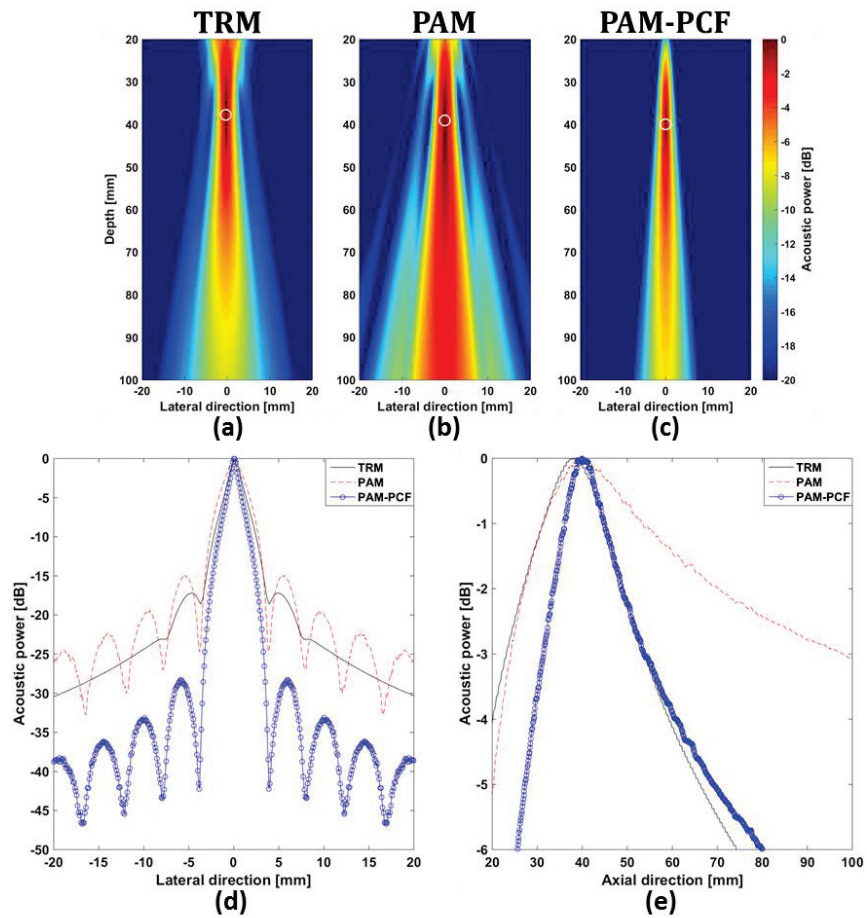 TRM PAM PAM-PCF
20 20 20 0
30 30 30 -2
40 40 40 -4
50 50 50 -6
60 60 60 -8
70 70 70 -10
80 80 80 -12
90 90 90 -14
100 100 100 -16
-18
-20
Depth [mm]
Acoustic power [dB]
-20 -10 0 10 20 -20 -10 0 10 20 -20 -10 0 10 20
Lateral direction [mm] Lateral direction [mm] Lateral direction [mm]
(a) (b) (c)
0
-5
-10
-15
-20
-25
-30
-35
-40
-45
-50
Acoustic power [dB]
TRM
PAM
PAM-PCF
-20 -15 -10 -5 0 5 10 15 20
Lateral direction [mm]
(d)
0
-1
-2
-3
-4
-5
-6
Acoustic power [dB]
TRM
PAM
PAM-PCF
20 30 40 50 60 70 80 90 100
Axial direction [mm]
(e)